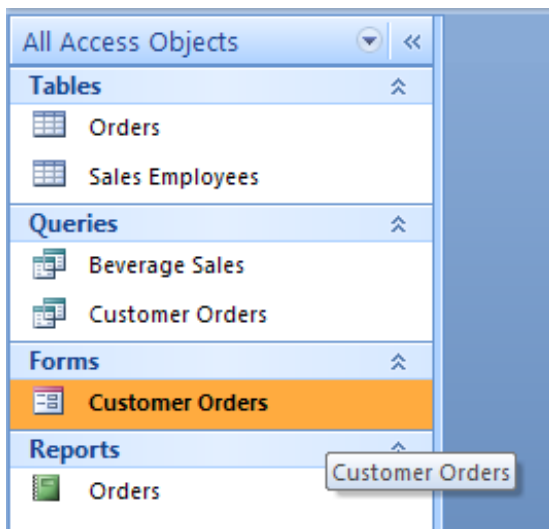 All Access Objects
Tables
Orders
Sales Employees
Queries
Beverage Sales
Customer Orders
Forms
Customer Orders
Reports
Customer Orders
Orders